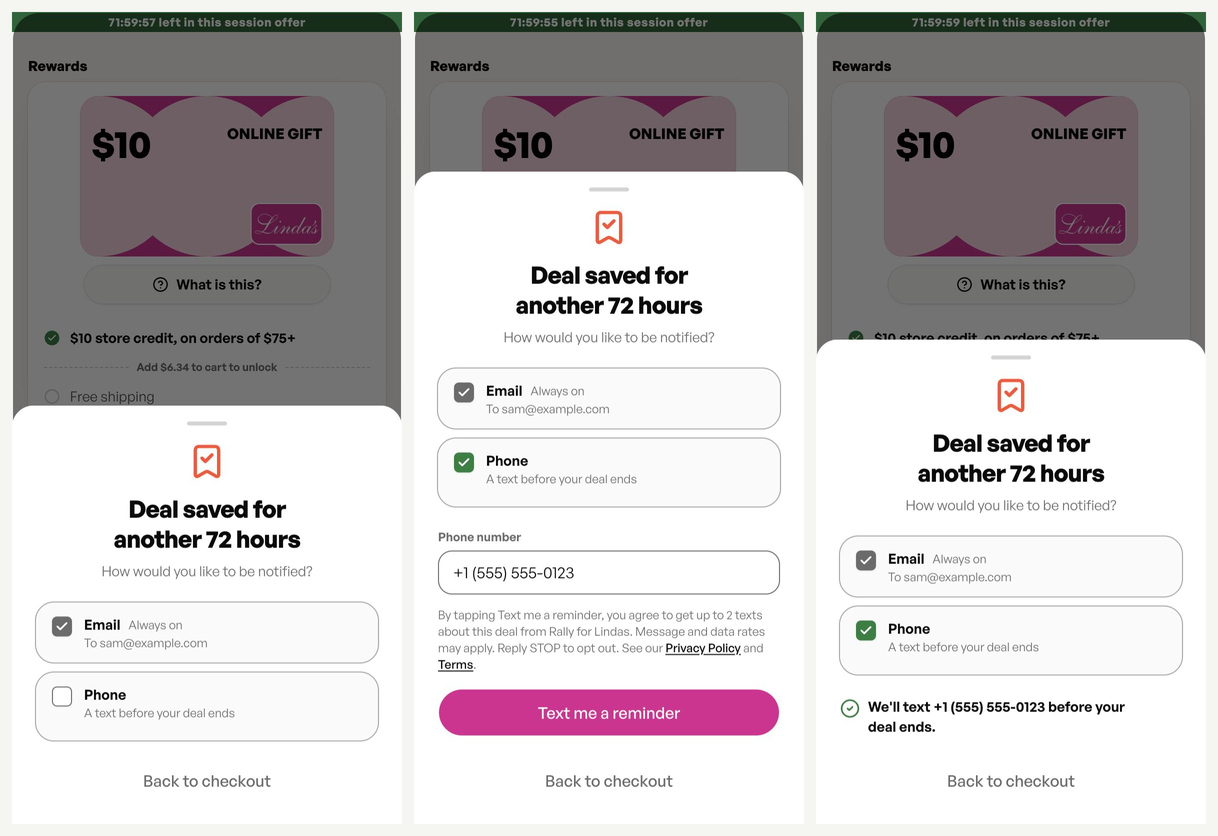 71:59:57 left in this session offer
Rewards
$10
ONLINE GIFT
Linda's
What is this?
$10 store credit, on orders of $75+
Add $6.34 to cart to unlock
Free shipping
Deal saved for
another 72 hours
How would you like to be notified?
Email Always on
To sam@example.com
Phone
A text before your deal ends
Back to checkout
71:59:55 left in this session offer
Rewards
$10
ONLINE GIFT
Deal saved for
another 72 hours
How would you like to be notified?
Email Always on
To sam@example.com
Phone
A text before your deal ends
Phone number
+1 (555) 555-0123
By tapping Text me a reminder, you agree to get up to 2 texts
about this deal from Rally for Lindas. Message and data rates
may apply. Reply STOP to opt out. See our Privacy Policy and
Terms.
Text me a reminder
Back to checkout
71:59:59 left in this session offer
Rewards
$10
ONLINE GIFT
Linda's
What is this?
$10 store credit, on orders of $75+
Deal saved for
another 72 hours
How would you like to be notified?
Email Always on
To sam@example.com
Phone
A text before your deal ends
We'll text +1 (555) 555-0123 before your
deal ends.
Back to checkout